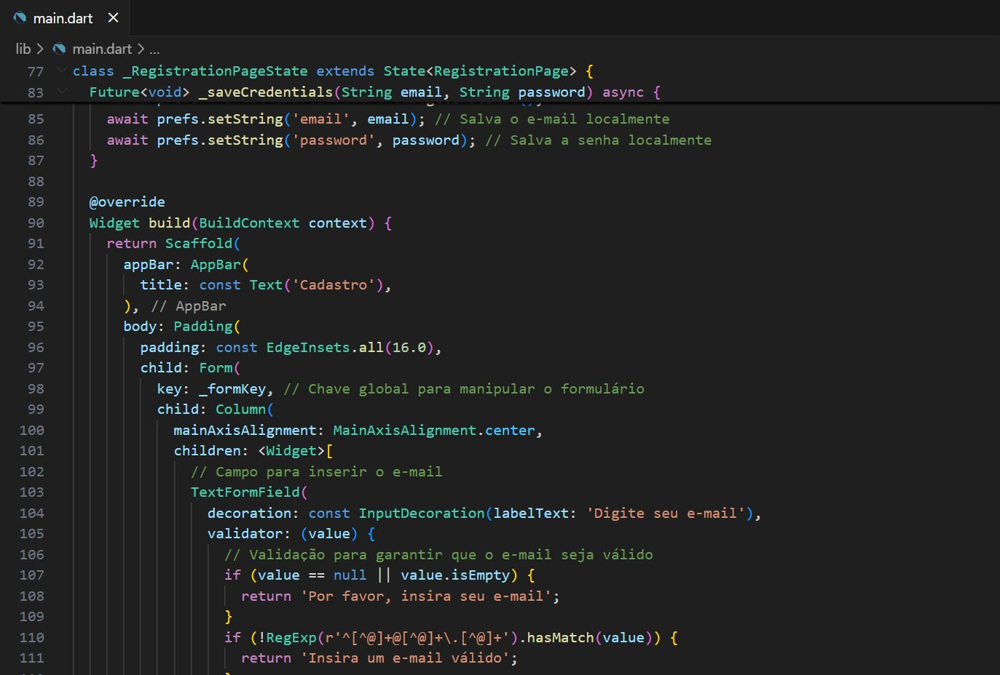 main.dart
lib > main.dart > ...
77 class _RegistrationPageState extends State<RegistrationPage> {
83 Future<void> _saveCredentials(String email, String password) async {
85 await prefs.setString('email', email); // Salva o e-mail localmente
86 await prefs.setString('password', password); // Salva a senha localmente
87 }
88
89 @override
90 Widget build(BuildContext context) {
91 return Scaffold(
92 appBar: AppBar(
93 title: const Text('Cadastro'),
94 ), // AppBar
95 body: Padding(
96 padding: const EdgeInsets.all(16.0),
97 child: Form(
98 key: _formKey, // Chave global para manipular o formulário
99 child: Column(
100 mainAxisAlignment: MainAxisAlignment.center,
101 children: <Widget>[
102 // Campo para inserir o e-mail
103 TextFormField(
104 decoration: const InputDecoration(labelText: 'Digite seu e-mail'),
105 validator: (value) {
106 // Validação para garantir que o e-mail seja válido
107 if (value == null || value.isEmpty) {
108 return 'Por favor, insira seu e-mail';
109 }
110 if (!RegExp(r'^[^@]+@[^@]+\.[^@]+').hasMatch(value)) {
111 return 'Insira um e-mail válido';